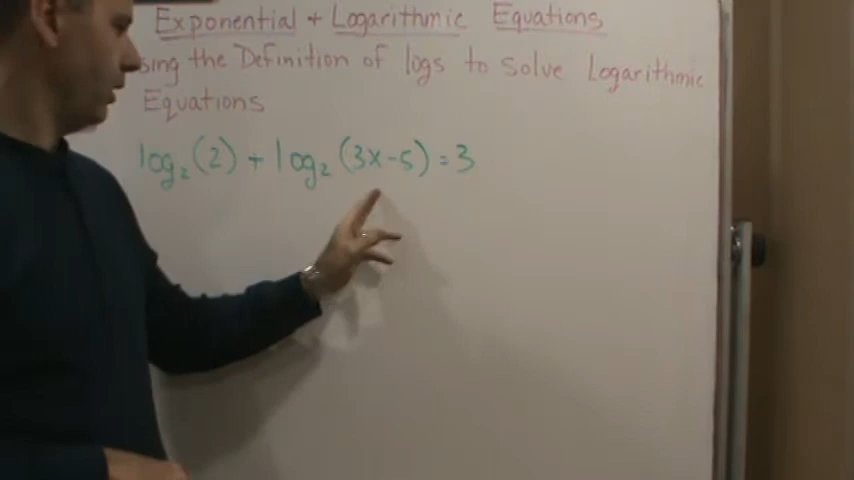 Exponential + Logarithmic Equations
sing the Definition of logs to solve Logarithmic
Equations
log₂(2) + log₂(3x-5) = 3